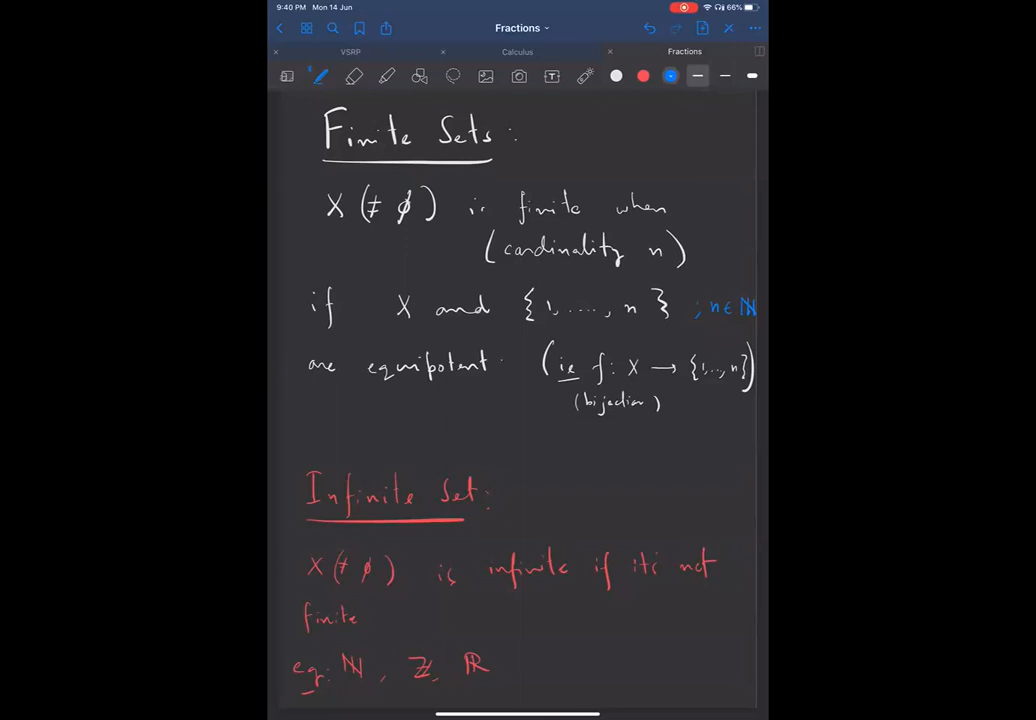 9:40 PM Mon 14 Jun
66%
Fractions
VSRP
Calculus
Fractions
Finite Sets:
X (≠ ∅) is finite when
(cardinality n)
if X and {1, ...., n} ; n ∈ ℕ
are equipotent. (ie f: X → {1, .., n})
(bijection)
Infinite Set:
X (≠ ∅) is infinite if its not
finite
eg: ℕ, ℤ, ℝ